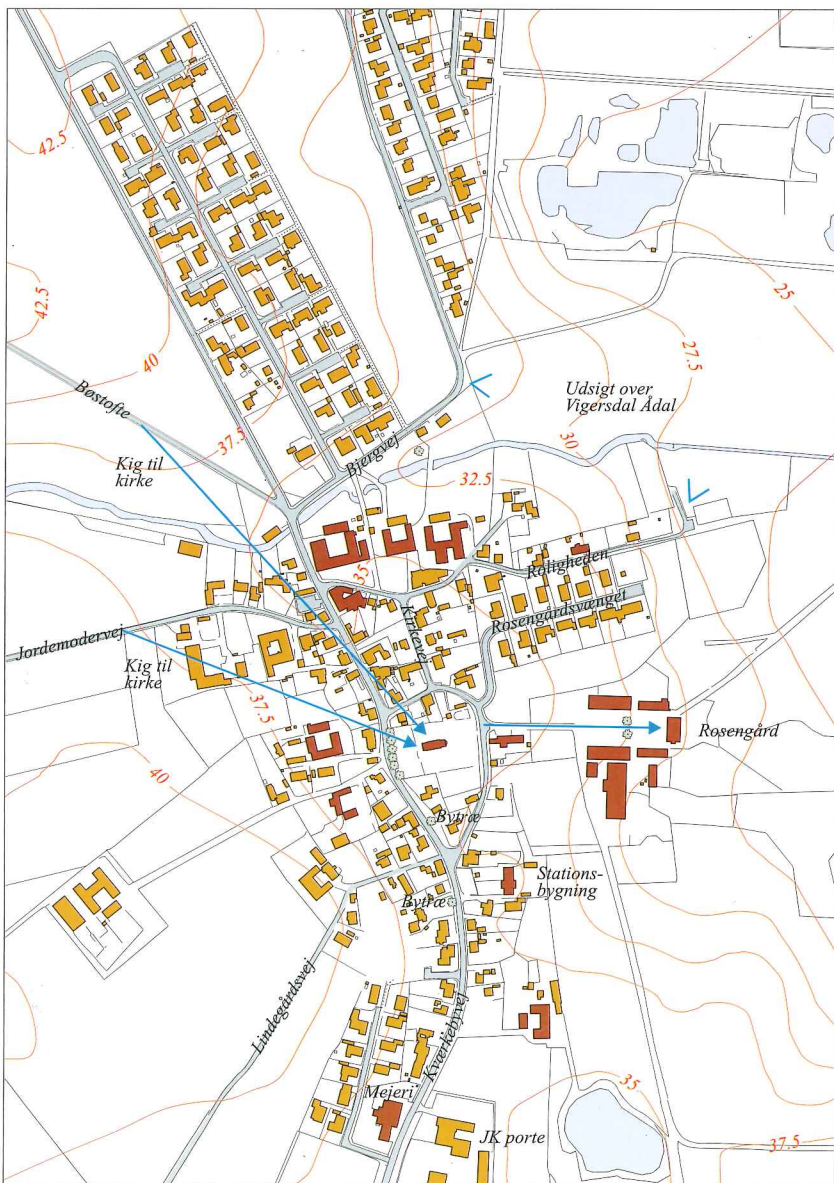 42.5
25
42.5
27.5
40
Bøstofte
Udsigt over
Vigersdal Ådal
37.5
30
Kig til
kirke
Bjergvej
32.5
35
Roligheden
Kirkevej
Rosengårdsvænget
Jordemodervej
Kig til
kirke
37.5
Rosengård
40
Bytræ
Stations-
bygning
Bytræ
Lindegårdsvej
Kværkebyvej
Mejeri
35
JK porte
37.5